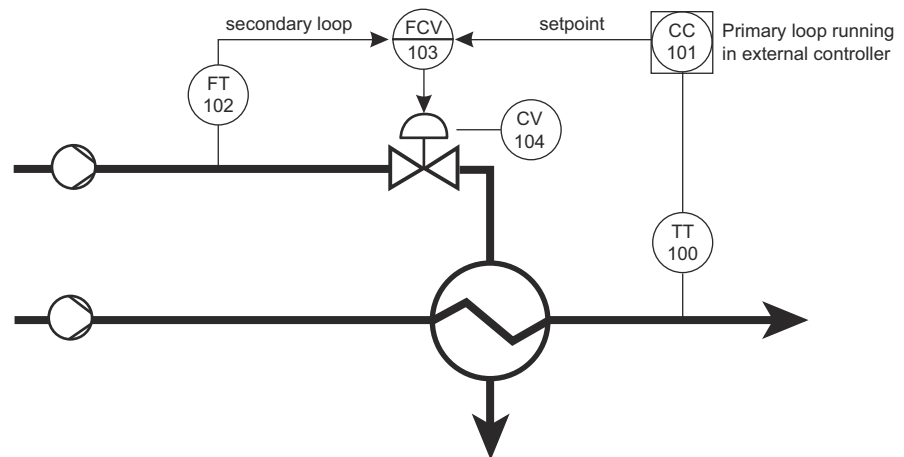 secondary loop
FCV
103
setpoint
CC
101
Primary loop running
in external controller
FT
102
CV
104
TT
100